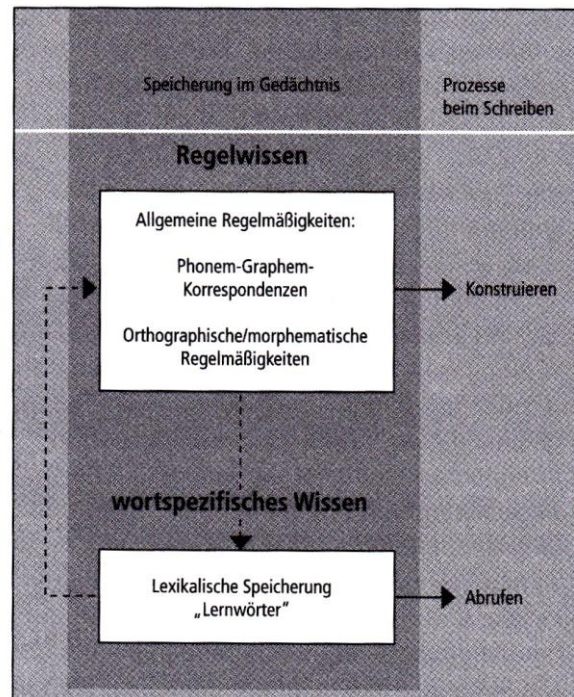 Speicherung im Gedächtnis
Prozesse
beim Schreiben
Regelwissen
Allgemeine Regelmäßigkeiten:
Phonem-Graphem-
Korrespondenzen
Orthographische/morphematische
Regelmäßigkeiten
Konstruieren
wortspezifisches Wissen
Lexikalische Speicherung
„Lernwörter"
Abrufen